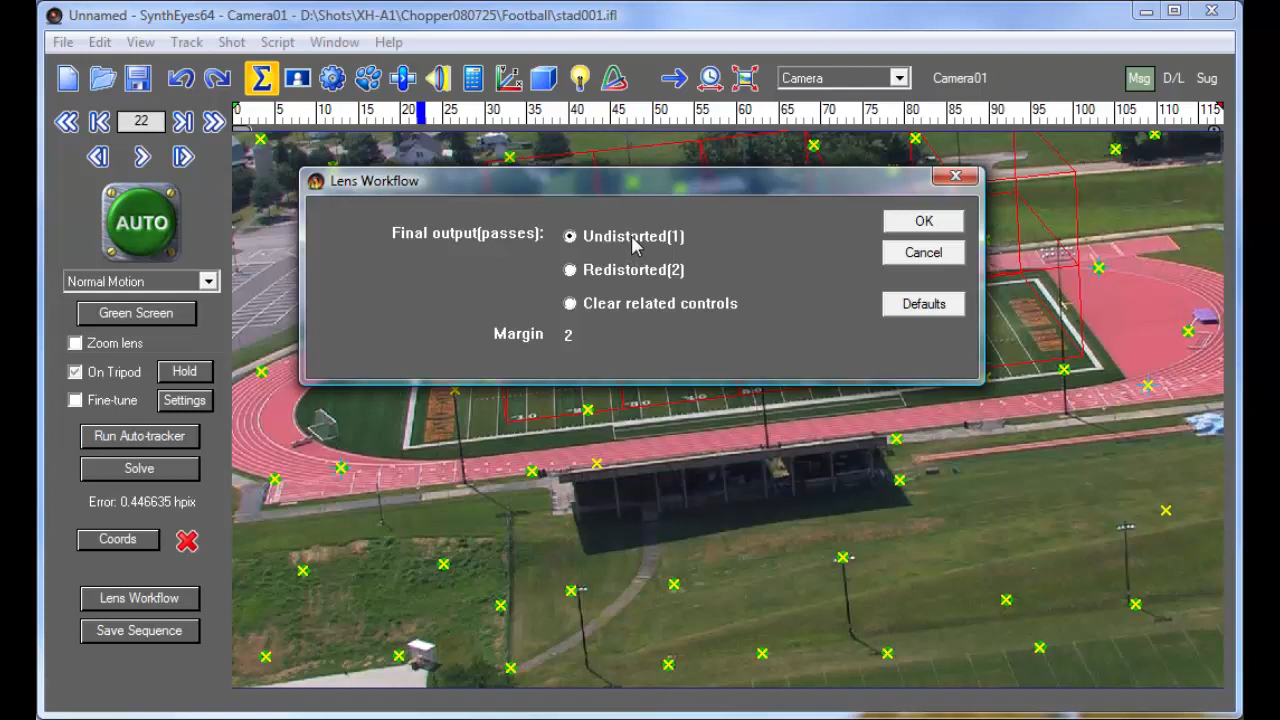 Unnamed - SynthEyes64 - Camera01 - D:\Shots\XH-A1\Chopper080725\Football\stad001.ifl
File Edit View Track Shot Script Window Help
Camera Camera01 Msg D/L Sug
22 0 5 10 15 20 25 30 35 40 45 50 55 60 65 70 75 80 85 90 95 100 105 110 115
AUTO
Normal Motion
Green Screen
Zoom lens
On Tripod Hold
Fine-tune Settings
Run Auto-tracker
Solve
Error: 0.446635 hpix
Coords
Lens Workflow
Save Sequence
Lens Workflow
Final output(passes): Undistorted(1) OK
Cancel
Redistorted(2)
Clear related controls Defaults
Margin 2